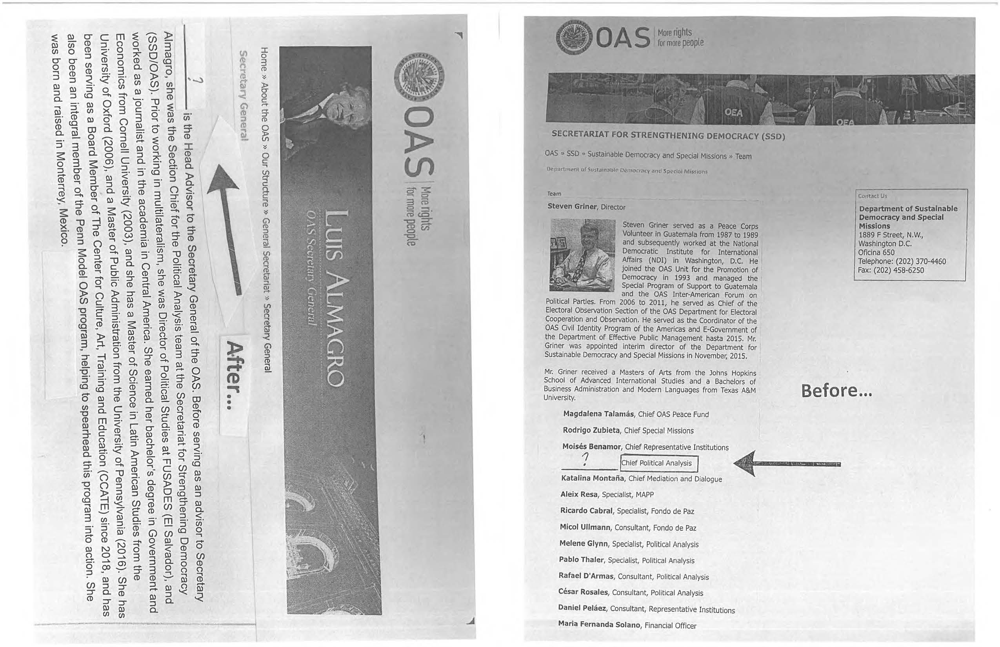 OAS
More rights
for more people
LUIS ALMAGRO
OAS Secretary General
Home » About the OAS » Our Structure » General Secretariat » Secretary General
Secretary General
After...
? is the Head Advisor to the Secretary General of the OAS. Before serving as an advisor to Secretary
Almagro, she was the Section Chief for the Political Analysis team at the Secretariat for Strengthening Democracy
(SSD/OAS). Prior to working in multilateralism, she was Director of Political Studies at FUSADES (El Salvador), and
worked as a journalist and in the academia in Central America. She earned her bachelor's degree in Government and
Economics from Cornell University (2003), and she has a Master of Science in Latin American Studies from the
University of Oxford (2006), and a Master of Public Administration from the University of Pennsylvania (2016). She has
been serving as a Board Member of The Center for Culture, Art, Training and Education (CCATE) since 2018, and has
also been an integral member of the Penn Model OAS program, helping to spearhead this program into action. She
was born and raised in Monterrey, Mexico.
OAS
More rights
for more people
OEA
OEA
SECRETARIAT FOR STRENGTHENING DEMOCRACY (SSD)
OAS » SSD » Sustainable Democracy and Special Missions » Team
Department of Sustainable Democracy and Special Missions
Team
Steven Griner, Director
Steven Griner served as a Peace Corps
Volunteer in Guatemala from 1987 to 1989
and subsequently worked at the National
Democratic Institute for International
Affairs (NDI) in Washington, D.C. He
joined the OAS Unit for the Promotion of
Democracy in 1993 and managed the
Special Program of Support to Guatemala
and the OAS Inter-American Forum on
Political Parties. From 2006 to 2011, he served as Chief of the
Electoral Observation Section of the OAS Department for Electoral
Cooperation and Observation. He served as the Coordinator of the
OAS Civil Identity Program of the Americas and E-Government of
the Department of Effective Public Management hasta 2015. Mr.
Griner was appointed interim director of the Department for
Sustainable Democracy and Special Missions in November, 2015.
Mr. Griner received a Masters of Arts from the Johns Hopkins
School of Advanced International Studies and a Bachelors of
Business Administration and Modern Languages from Texas A&M
University.
Magdalena Talamás, Chief OAS Peace Fund
Rodrigo Zubieta, Chief Special Missions
Moisés Benamor, Chief Representative Institutions
? Chief Political Analysis
Katalina Montaña, Chief Mediation and Dialogue
Aleix Resa, Specialist, MAPP
Ricardo Cabral, Specialist, Fondo de Paz
Micol Ullmann, Consultant, Fondo de Paz
Melene Glynn, Specialist, Political Analysis
Pablo Thaler, Specialist, Political Analysis
Rafael D'Armas, Consultant, Political Analysis
César Rosales, Consultant, Political Analysis
Daniel Peláez, Consultant, Representative Institutions
Maria Fernanda Solano, Financial Officer
Contact Us
Department of Sustainable
Democracy and Special
Missions
1889 F Street, N.W.,
Washington D.C.
Oficina 650
Telephone: (202) 370-4460
Fax: (202) 458-6250
Before...